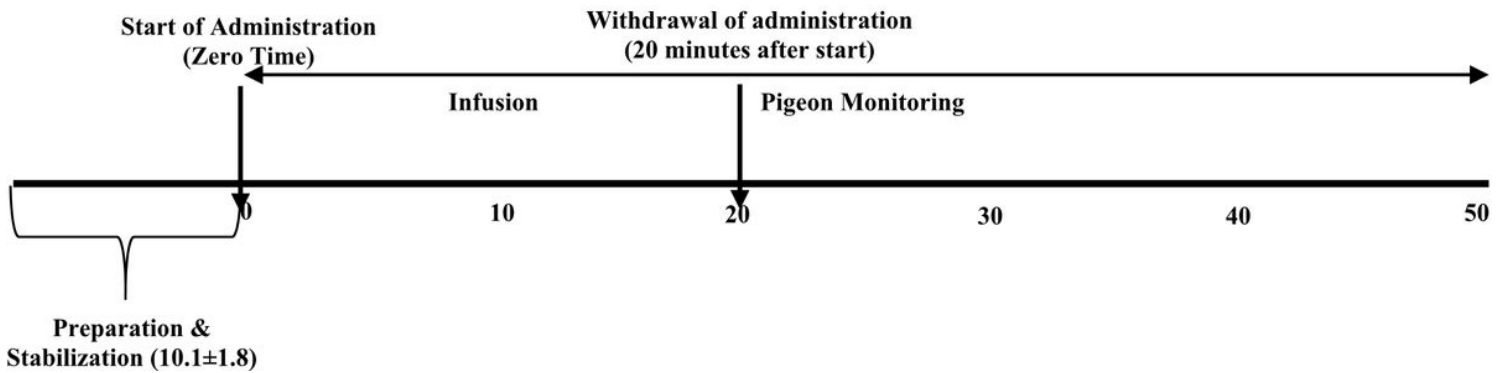 Start of Administration
(Zero Time)
Withdrawal of administration
(20 minutes after start)
Infusion
Pigeon Monitoring
0
10
20
30
40
50
Preparation &
Stabilization (10.1±1.8)